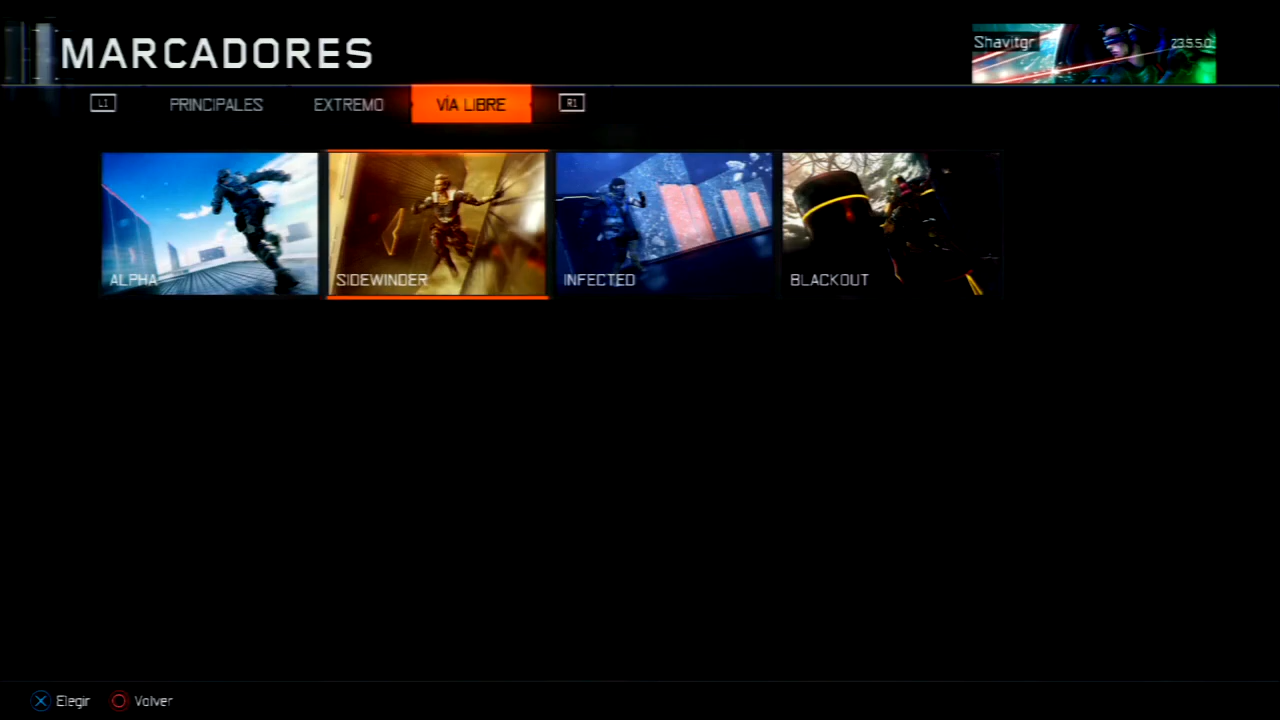 MARCADORES
Shavitgr 23550
L1 PRINCIPALES EXTREMO VÍA LIBRE R1
ALPHA SIDEWINDER INFECTED BLACKOUT
Elegir Volver